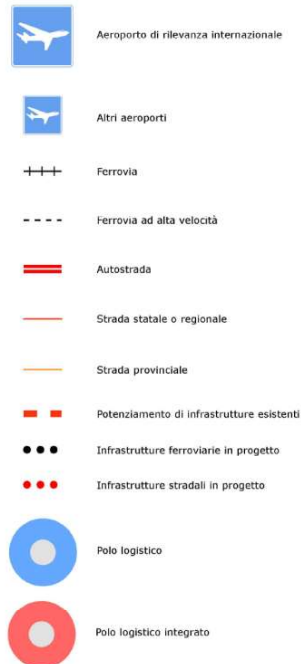 Aeroporto di rilevanza internazionale
Altri aeroporti
Ferrovia
Ferrovia ad alta velocità
Autostrada
Strada statale o regionale
Strada provinciale
Potenziamento di infrastrutture esistenti
Infrastrutture ferroviarie in progetto
Infrastrutture stradali in progetto
Polo logistico
Polo logistico integrato